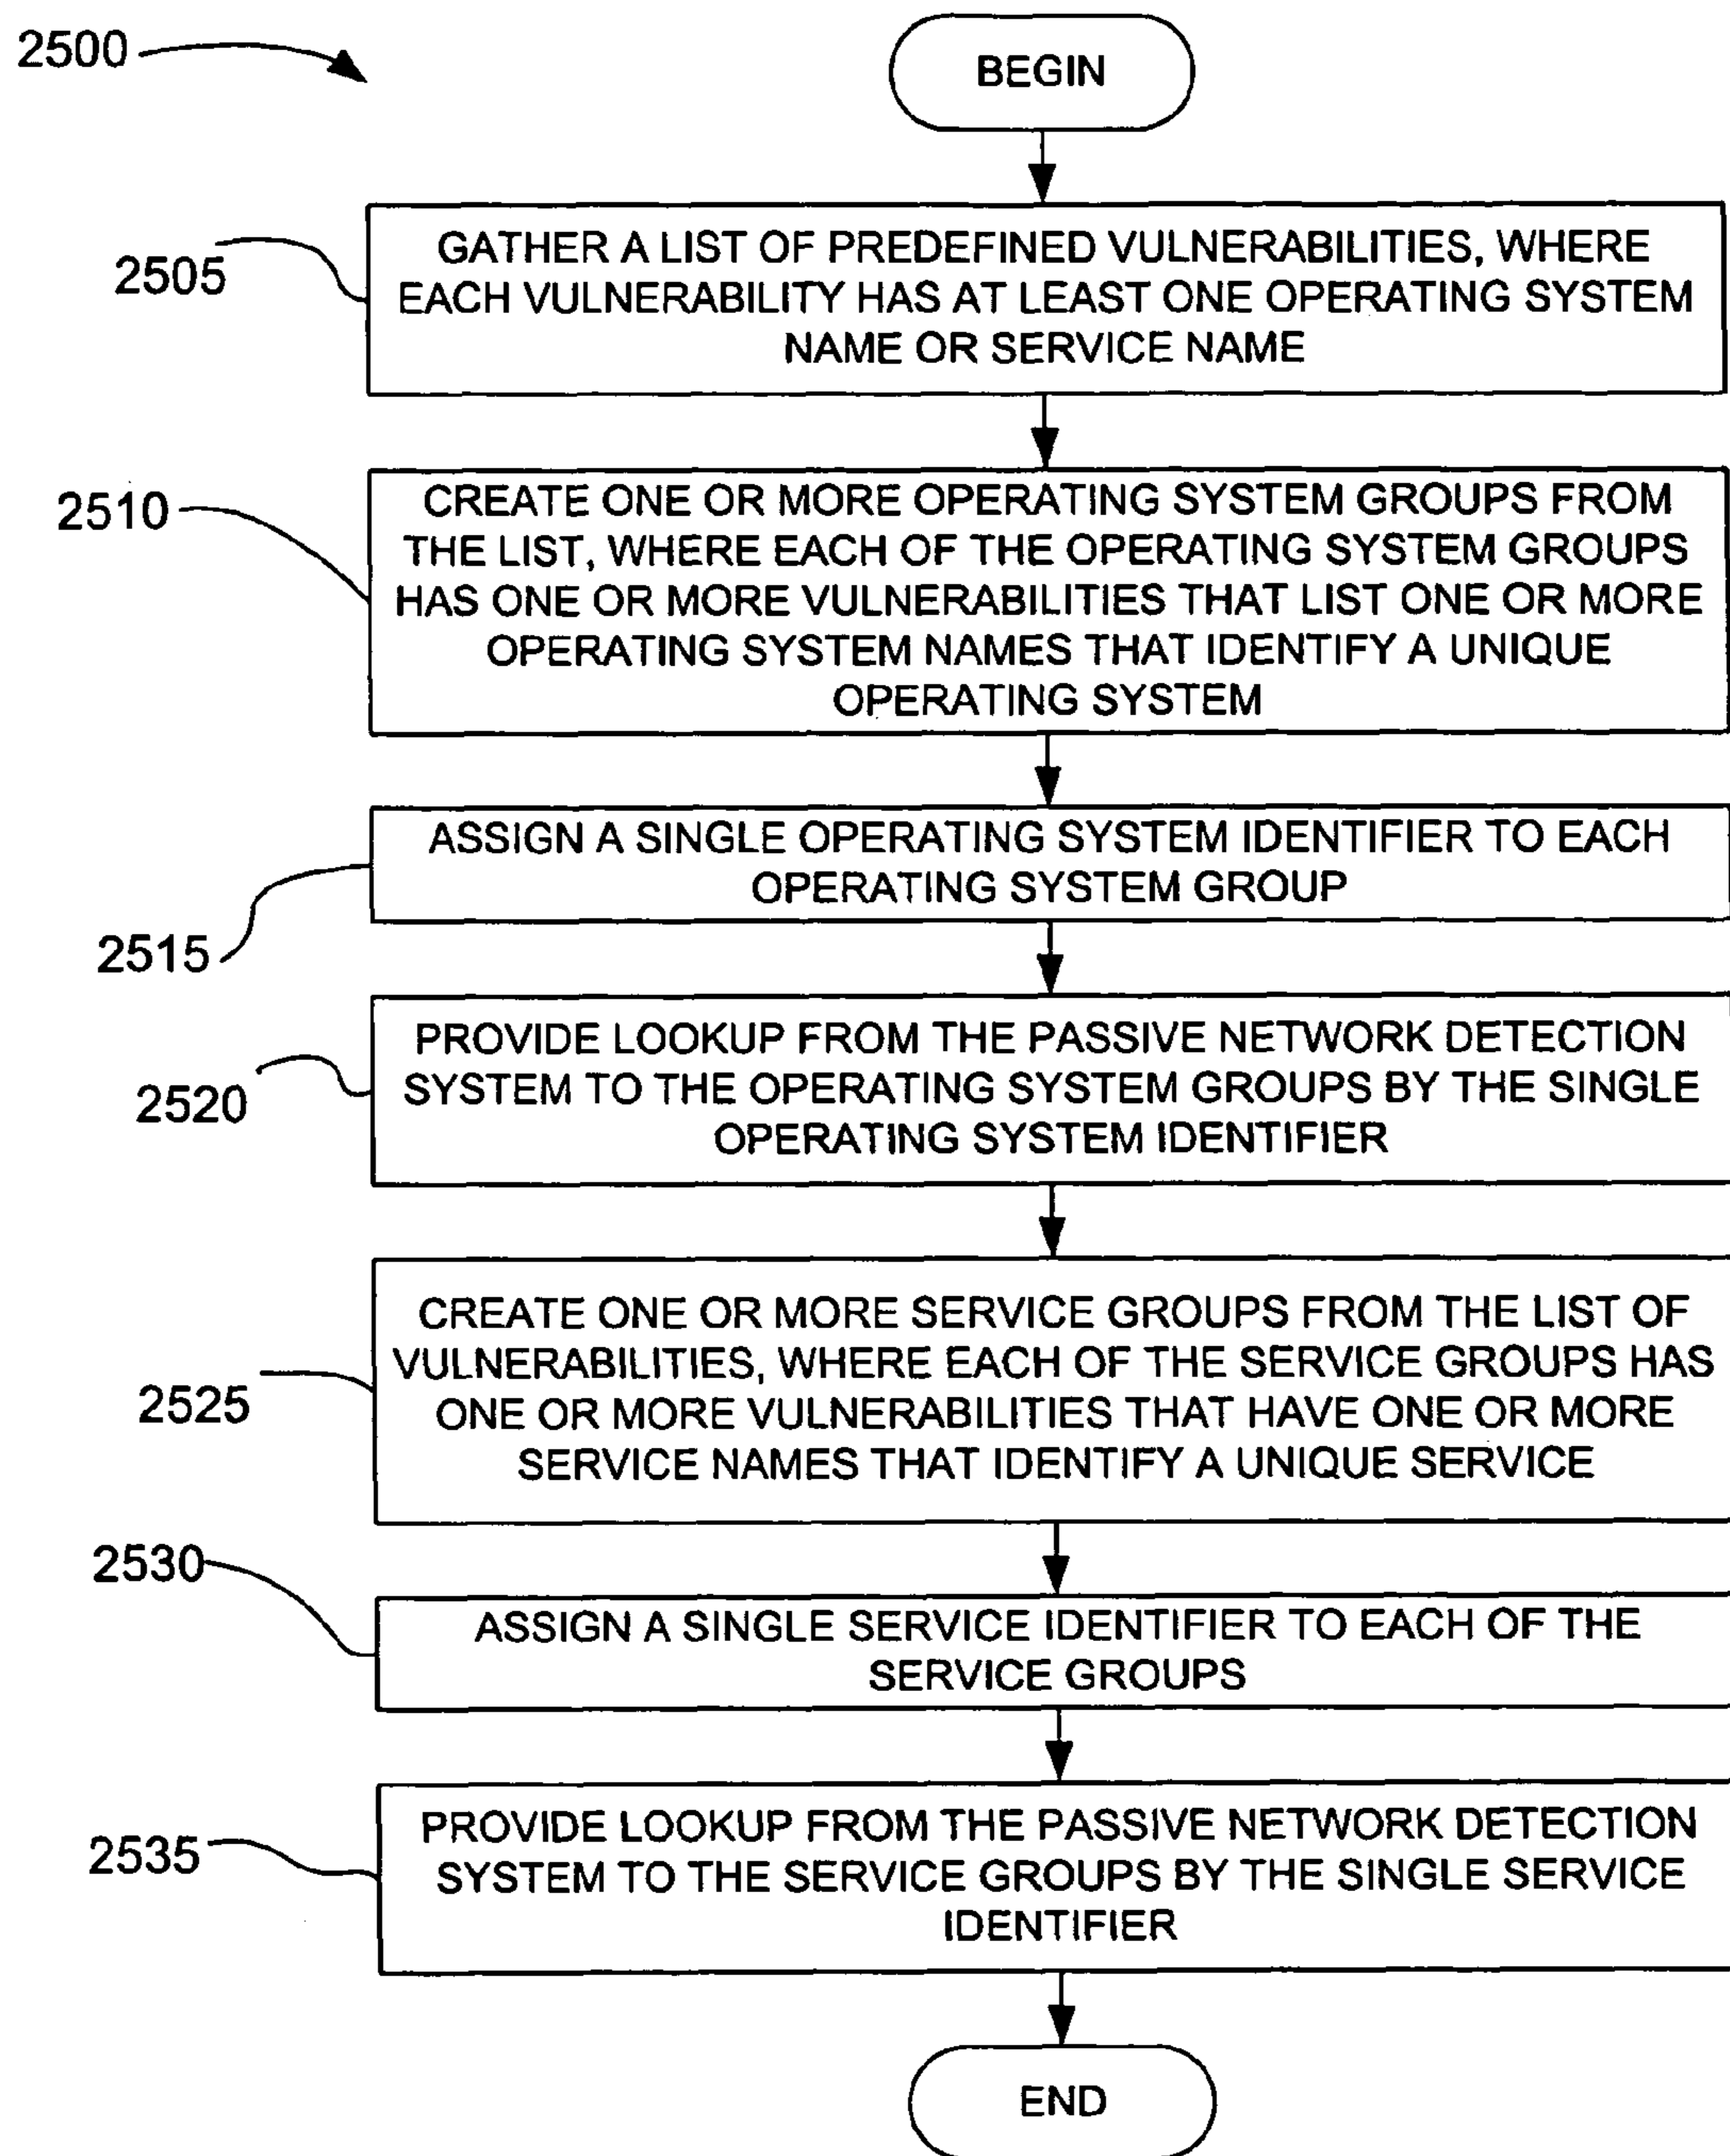 2500
BEGIN
2505
GATHER A LIST OF PREDEFINED VULNERABILITIES, WHERE
EACH VULNERABILITY HAS AT LEAST ONE OPERATING SYSTEM
NAME OR SERVICE NAME
2510
CREATE ONE OR MORE OPERATING SYSTEM GROUPS FROM
THE LIST, WHERE EACH OF THE OPERATING SYSTEM GROUPS
HAS ONE OR MORE VULNERABILITIES THAT LIST ONE OR MORE
OPERATING SYSTEM NAMES THAT IDENTIFY A UNIQUE
OPERATING SYSTEM
2515
ASSIGN A SINGLE OPERATING SYSTEM IDENTIFIER TO EACH
OPERATING SYSTEM GROUP
2520
PROVIDE LOOKUP FROM THE PASSIVE NETWORK DETECTION
SYSTEM TO THE OPERATING SYSTEM GROUPS BY THE SINGLE
OPERATING SYSTEM IDENTIFIER
2525
CREATE ONE OR MORE SERVICE GROUPS FROM THE LIST OF
VULNERABILITIES, WHERE EACH OF THE SERVICE GROUPS HAS
ONE OR MORE VULNERABILITIES THAT HAVE ONE OR MORE
SERVICE NAMES THAT IDENTIFY A UNIQUE SERVICE
2530
ASSIGN A SINGLE SERVICE IDENTIFIER TO EACH OF THE
SERVICE GROUPS
2535
PROVIDE LOOKUP FROM THE PASSIVE NETWORK DETECTION
SYSTEM TO THE SERVICE GROUPS BY THE SINGLE SERVICE
IDENTIFIER
END